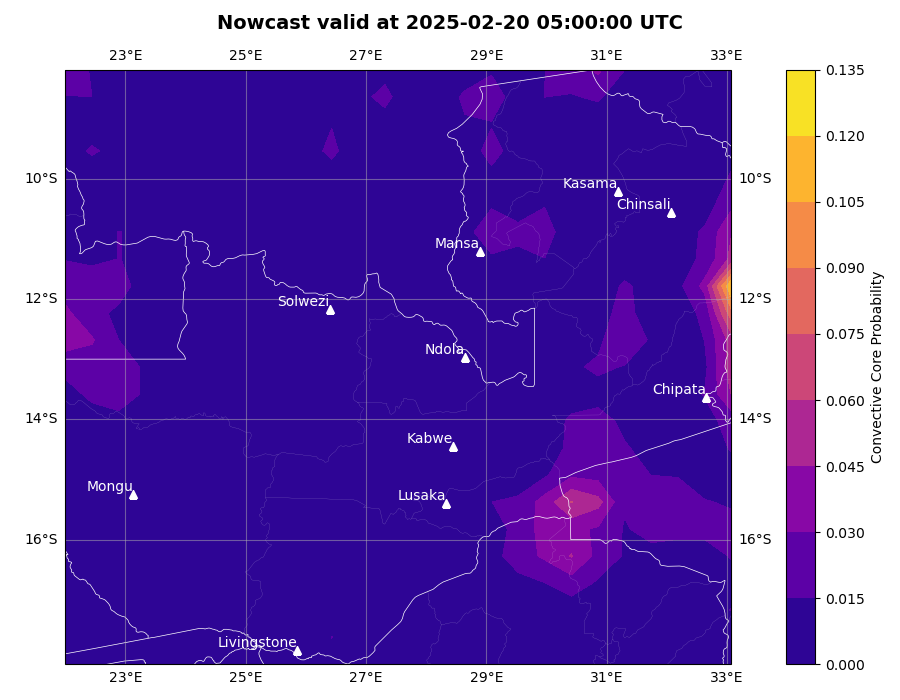 Nowcast valid at 2025-02-20 05:00:00 UTC
23°E 25°E 27°E 29°E 31°E 33°E
0.135
0.120
10°S 10°S
Kasama
Chinsali
0.105
Mansa
0.090
12°S 12°S
Solwezi
0.075
Ndola
Convective Core Probability
Chipata
0.060
14°S 14°S
Kabwe
0.045
Mongu
Lusaka
0.030
16°S 16°S
0.015
Livingstone
0.000
23°E 25°E 27°E 29°E 31°E 33°E